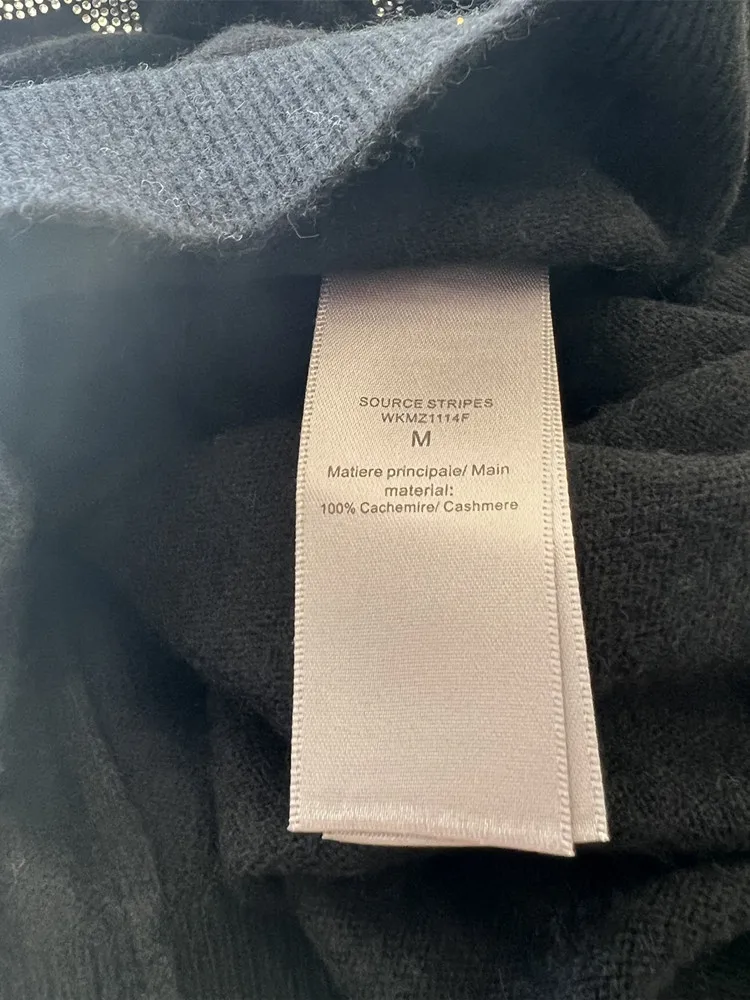 SOURCE STRIPES
WKMZ1114F
M
Matiere principale/ Main
material:
100% Cachemire/ Cashmere